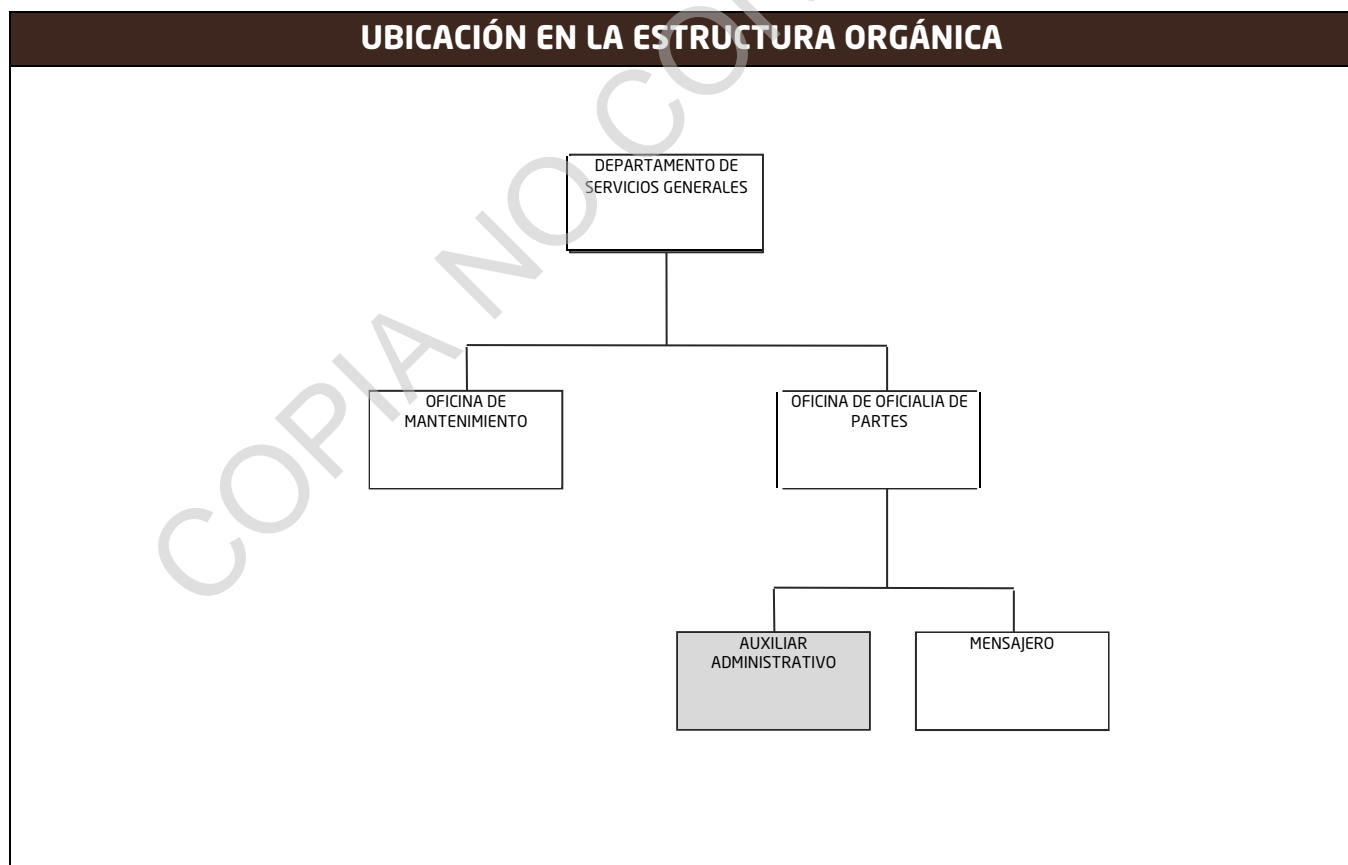 UBICACIÓN EN LA ESTRUCTURA ORGÁNICA
DEPARTAMENTO DE
SERVICIOS GENERALES
OFICINA DE
MANTENIMIENTO
OFICINA DE OFICIALIA DE
PARTES
AUXILIAR
ADMINISTRATIVO
MENSAJERO
COPIA NO